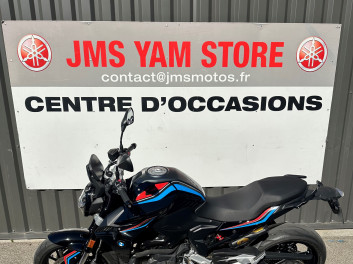 JMS YAM STORE
contact@jmsmotos.fr
CENTRE D'OCCASIONS